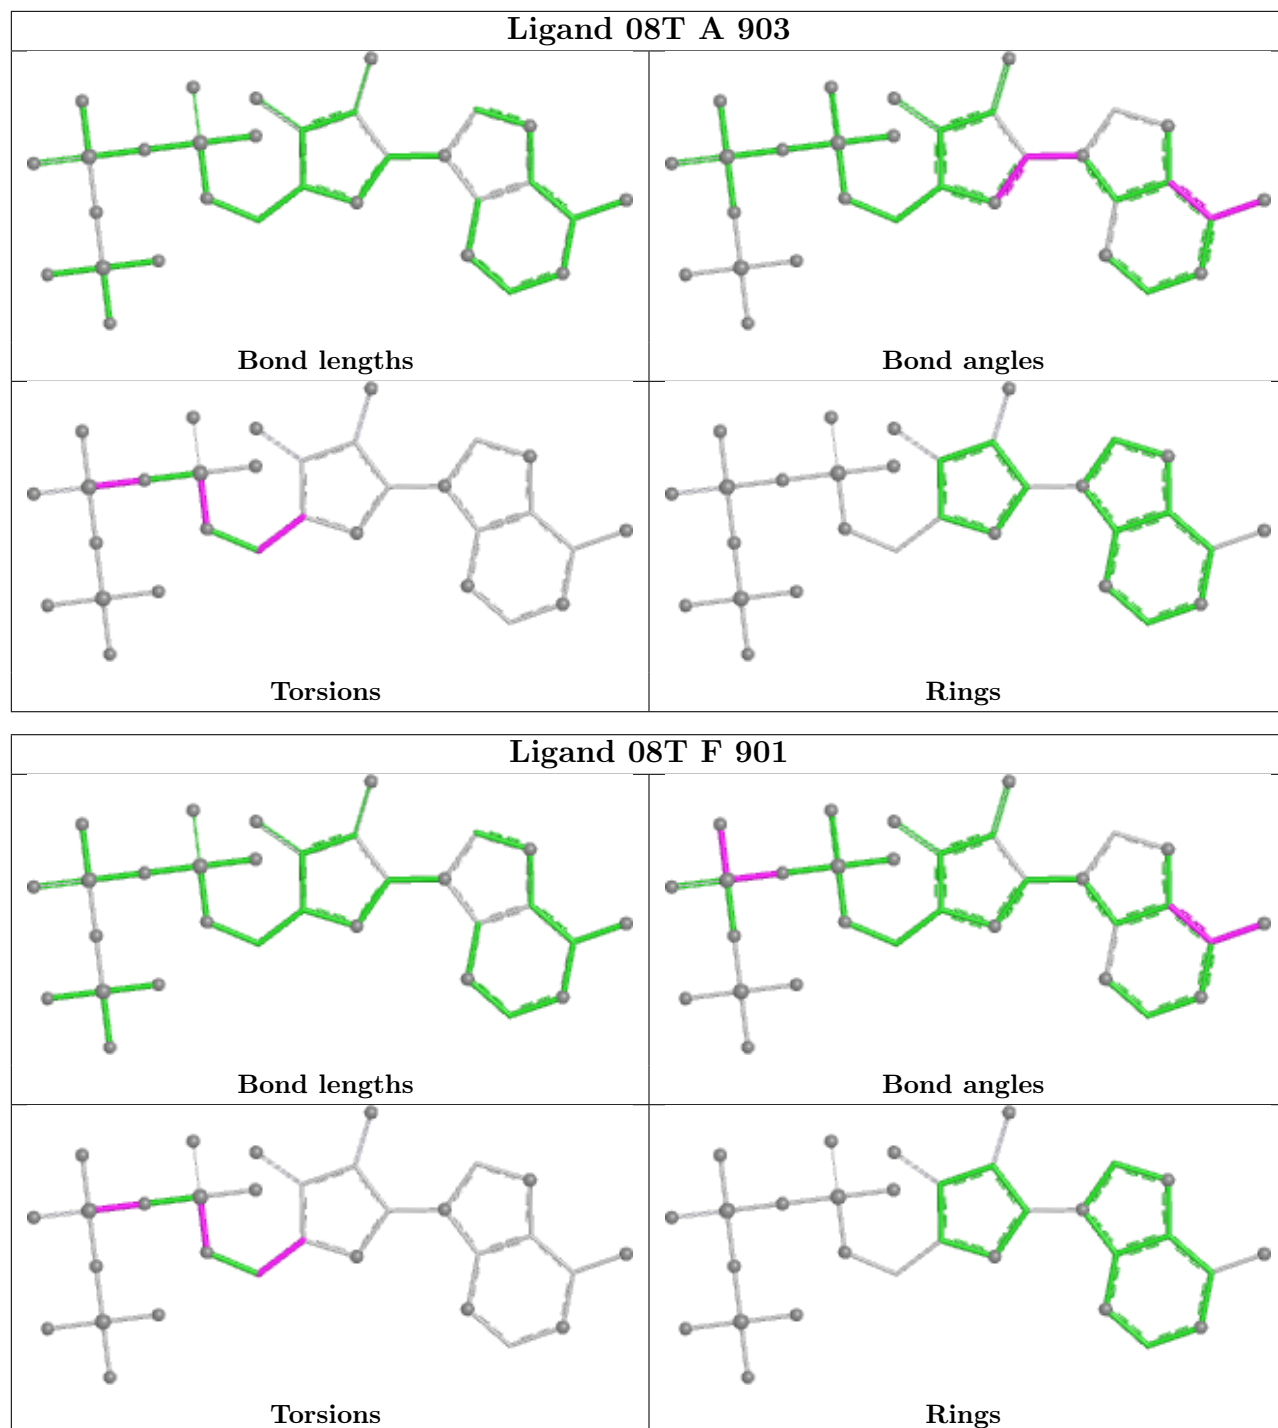 Ligand 08T A 903
Bond lengths
Bond angles
Torsions
Rings
Ligand 08T F 901
Bond lengths
Bond angles
Torsions
Rings